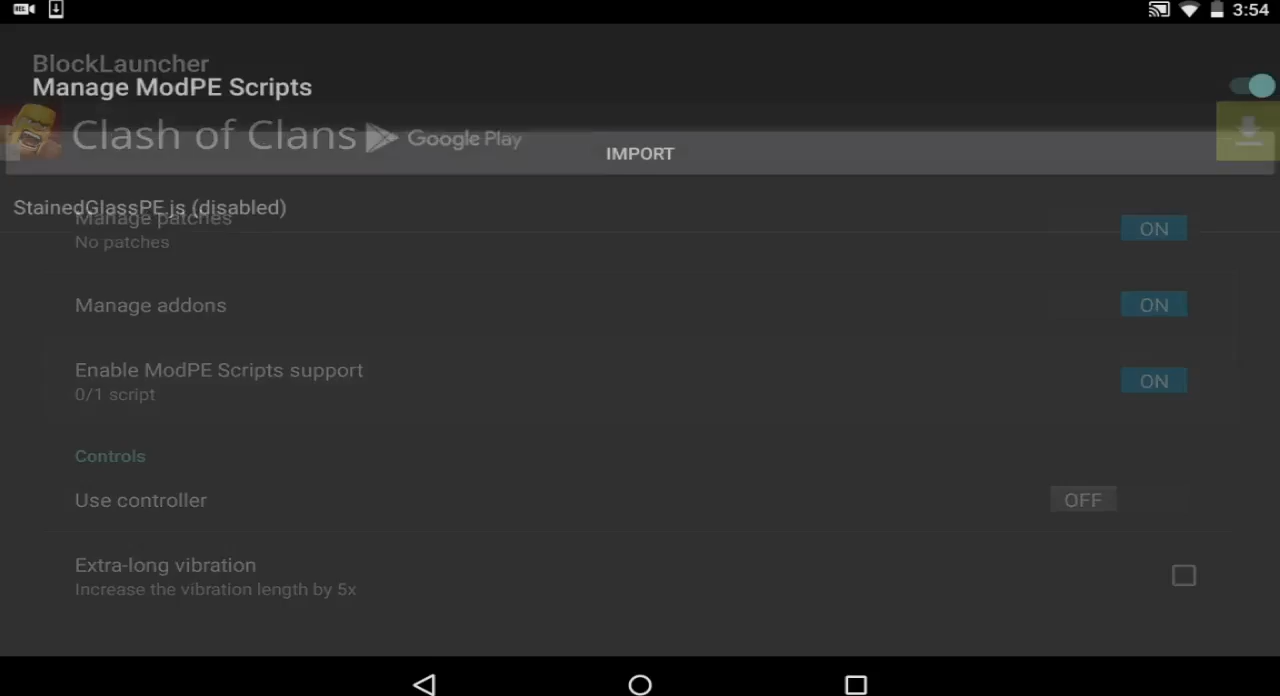 3:54
BlockLauncher
Manage ModPE Scripts
Clash of Clans Google Play
IMPORT
StainedGlassPE.js (disabled)
Manage patches
No patches
ON
Manage addons
ON
Enable ModPE Scripts support
0/1 script
ON
Controls
Use controller
OFF
Extra-long vibration
Increase the vibration length by 5x